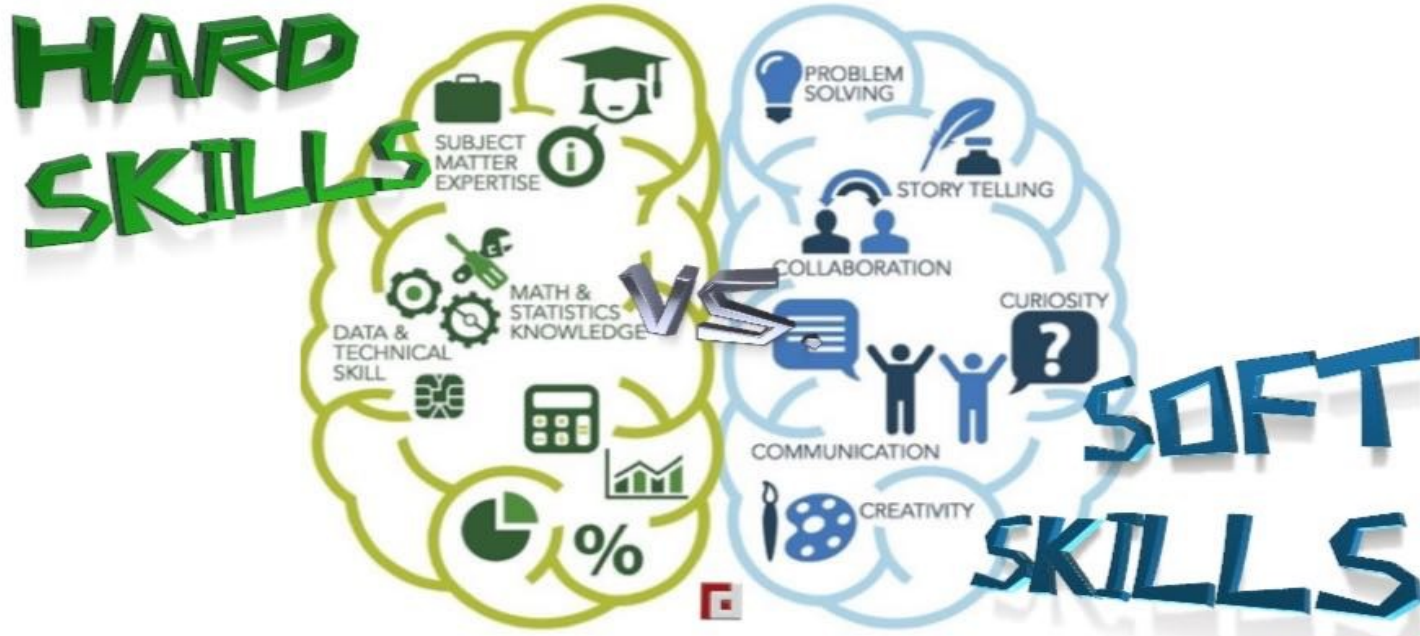 HARD
SKILLS
SUBJECT
MATTER
EXPERTISE
i
MATH &
STATISTICS
KNOWLEDGE
DATA &
TECHNICAL
SKILL
%
VS.
PROBLEM
SOLVING
STORY TELLING
COLLABORATION
CURIOSITY
?
COMMUNICATION
CREATIVITY
SOFT
SKILLS